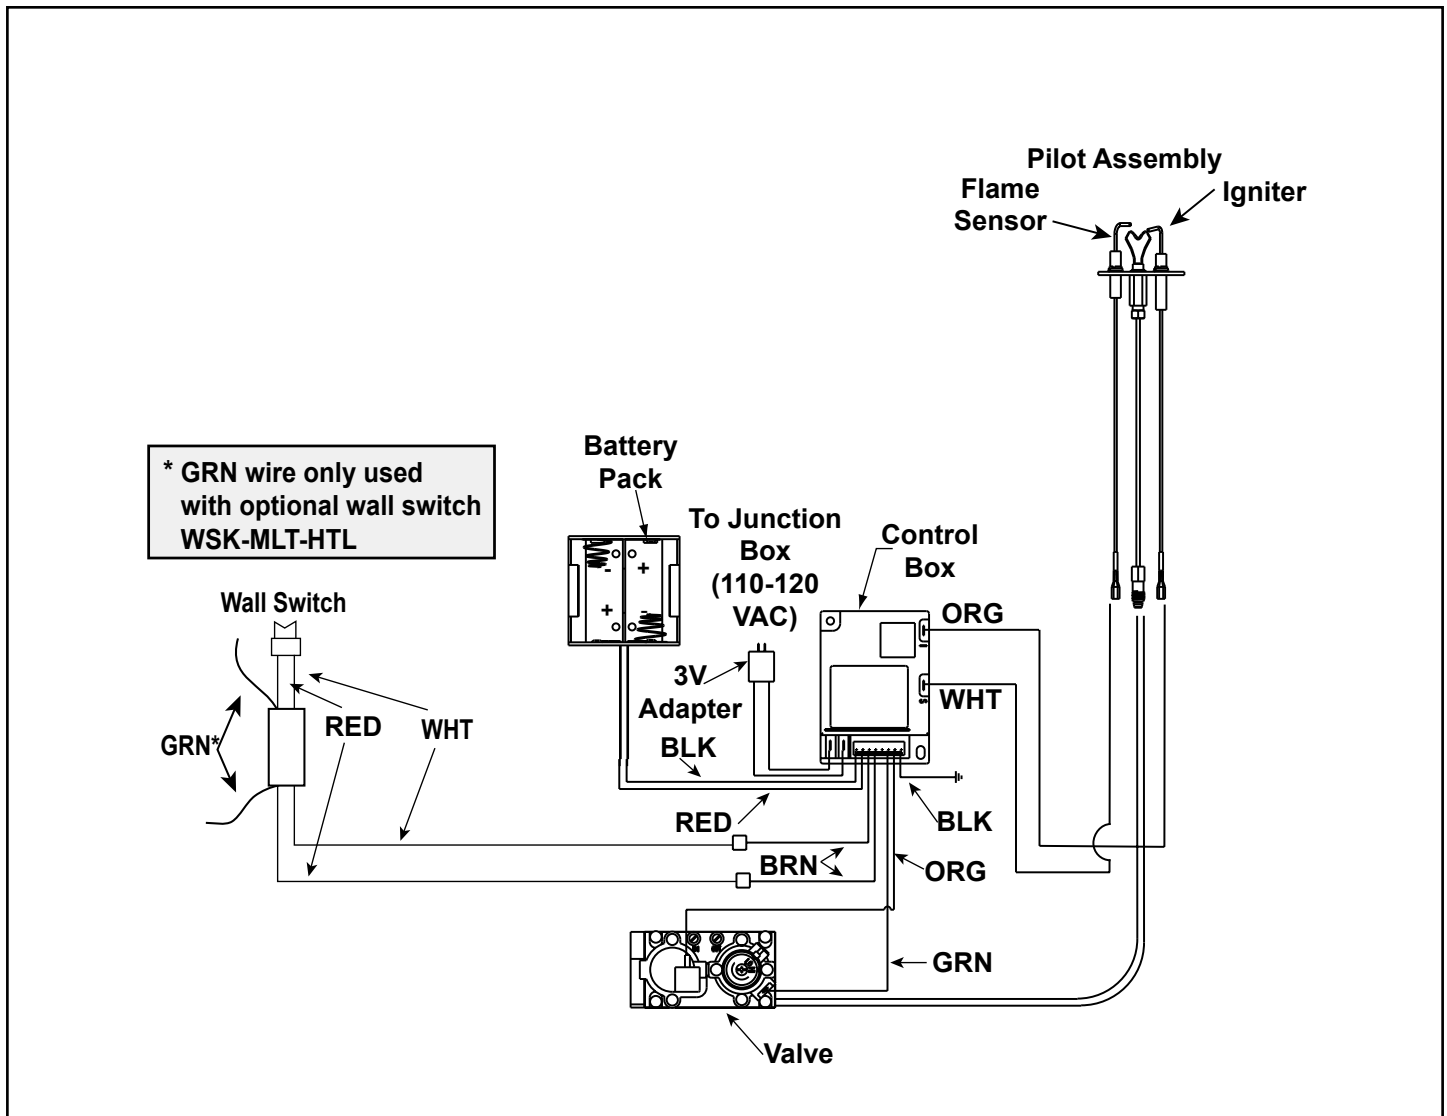 Pilot Assembly
Flame
Sensor
Igniter
* GRN wire only used
with optional wall switch
WSK-MLT-HTL
Battery
Pack
To Junction
Box
(110-120
VAC)
Control
Box
Wall Switch
ORG
3V
Adapter
WHT
I
S
RED
WHT
GRN*
BLK
RED
BLK
BRN
ORG
GRN
Valve
- +
+ -